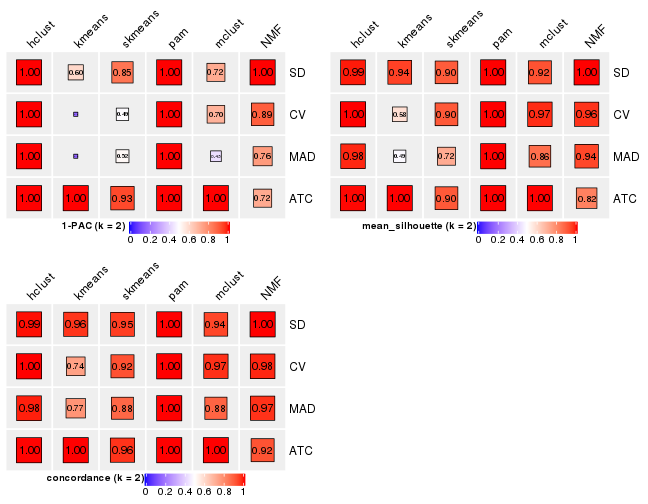 hclust kmeans skmeans pam mclust NMF
1.00 0.60 0.85 1.00 0.72 1.00 SD
1.00 0.49 1.00 0.70 0.89 CV
1.00 0.52 1.00 0.76 MAD
1.00 1.00 0.93 1.00 1.00 0.72 ATC
1-PAC (k = 2)
0 0.2 0.4 0.6 0.8 1
hclust kmeans skmeans pam mclust NMF
0.99 0.94 0.90 1.00 0.92 1.00 SD
1.00 0.58 0.90 1.00 0.97 0.96 CV
0.98 0.49 0.72 1.00 0.86 0.94 MAD
1.00 1.00 0.90 1.00 1.00 0.82 ATC
mean_silhouette (k = 2)
0 0.2 0.4 0.6 0.8 1
hclust kmeans skmeans pam mclust NMF
0.99 0.96 0.95 1.00 0.94 1.00 SD
1.00 0.74 0.92 1.00 0.97 0.98 CV
0.98 0.77 0.88 1.00 0.88 0.97 MAD
1.00 1.00 0.96 1.00 1.00 0.92 ATC
concordance (k = 2)
0 0.2 0.4 0.6 0.8 1